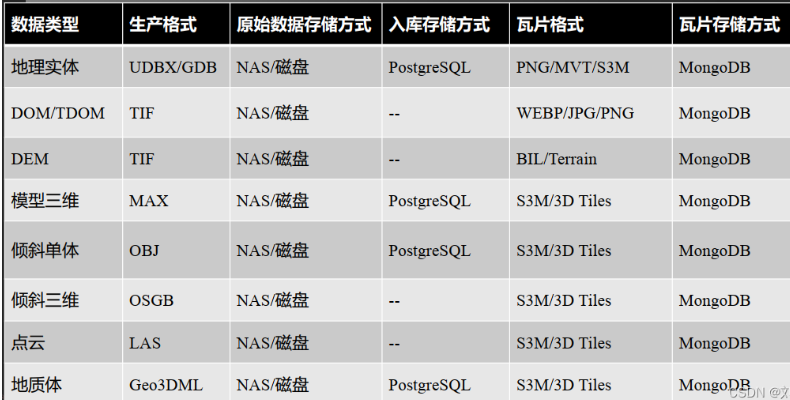 数据类型 生产格式 原始数据存储方式 入库存储方式 瓦片格式 瓦片存储方式
地理实体 UDBX/GDB NAS/磁盘 PostgreSQL PNG/MVT/S3M MongoDB
DOM/TDOM TIF NAS/磁盘 -- WEBP/JPG/PNG MongoDB
DEM TIF NAS/磁盘 -- BIL/Terrain MongoDB
模型三维 MAX NAS/磁盘 PostgreSQL S3M/3D Tiles MongoDB
倾斜单体 OBJ NAS/磁盘 PostgreSQL S3M/3D Tiles MongoDB
倾斜三维 OSGB NAS/磁盘 -- S3M/3D Tiles MongoDB
点云 LAS NAS/磁盘 -- S3M/3D Tiles MongoDB
地质体 Geo3DML NAS/磁盘 PostgreSQL S3M/3D Tiles MongoDB
CSDN